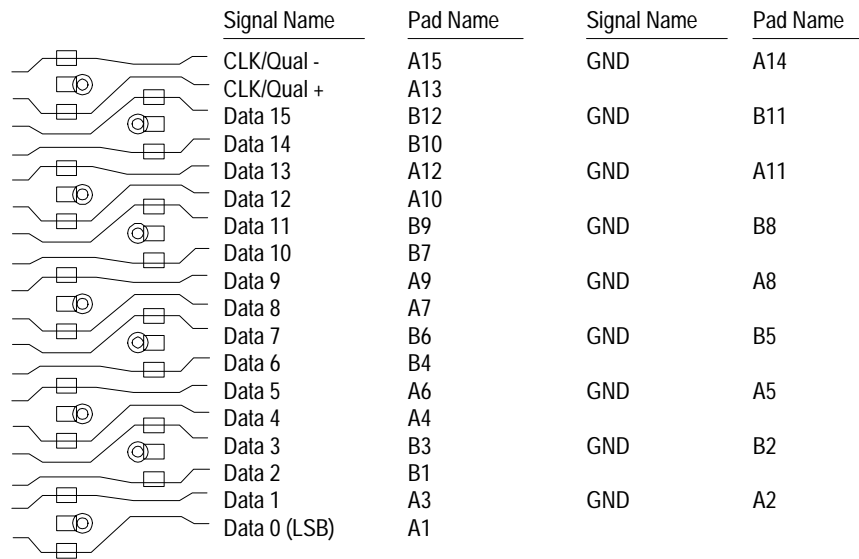 Signal Name Pad Name Signal Name Pad Name
CLK/Qual - A15 GND A14
CLK/Qual + A13
Data 15 B12 GND B11
Data 14 B10
Data 13 A12 GND A11
Data 12 A10
Data 11 B9 GND B8
Data 10 B7
Data 9 A9 GND A8
Data 8 A7
Data 7 B6 GND B5
Data 6 B4
Data 5 A6 GND A5
Data 4 A4
Data 3 B3 GND B2
Data 2 B1
Data 1 A3 GND A2
Data 0 (LSB) A1